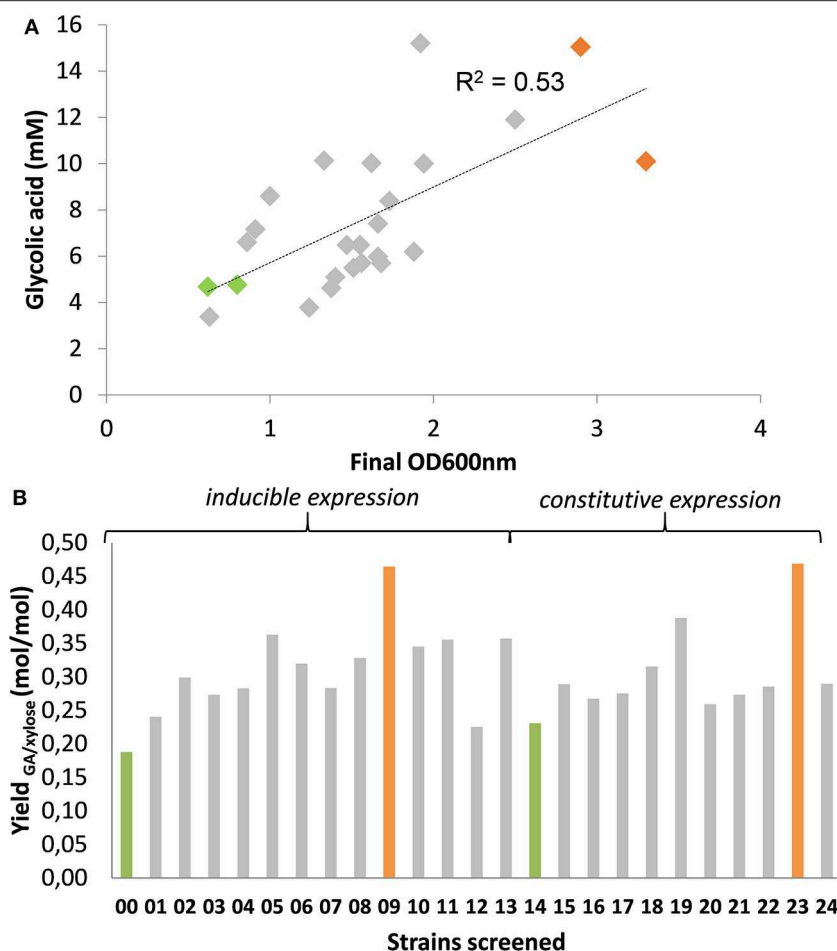 A
16
14
12
10
8
6
4
2
0
Glycolic acid (mM)
R² = 0.53
0 1 2 3 4
Final OD600nm
B
inducible expression constitutive expression
0,50
0,45
0,40
0,35
0,30
0,25
0,20
0,15
0,10
0,05
0,00
Yield GA/xylose (mol/mol)
00 01 02 03 04 05 06 07 08 09 10 11 12 13 14 15 16 17 18 19 20 21 22 23 24
Strains screened